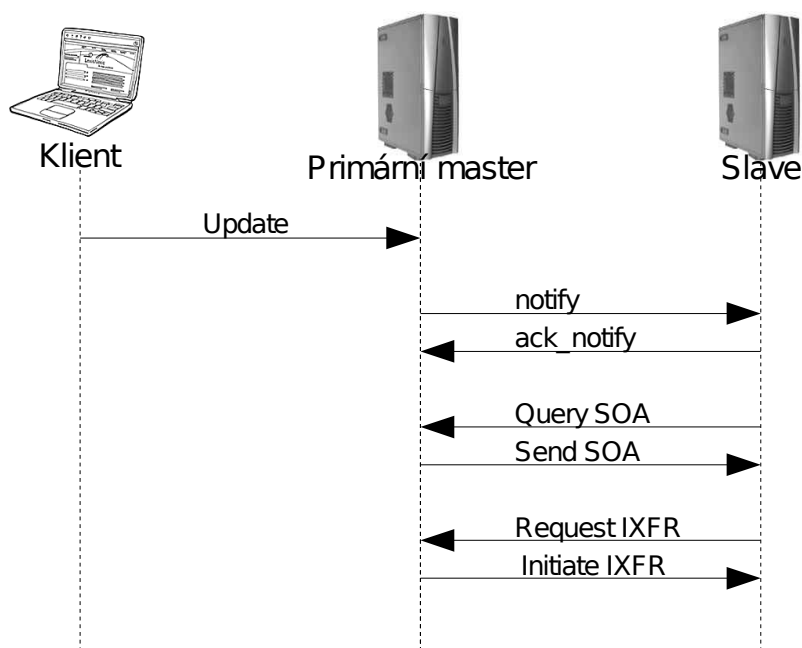 Klient
Primární master
Slave
Update
notify
ack_notify
Query SOA
Send SOA
Request IXFR
Initiate IXFR